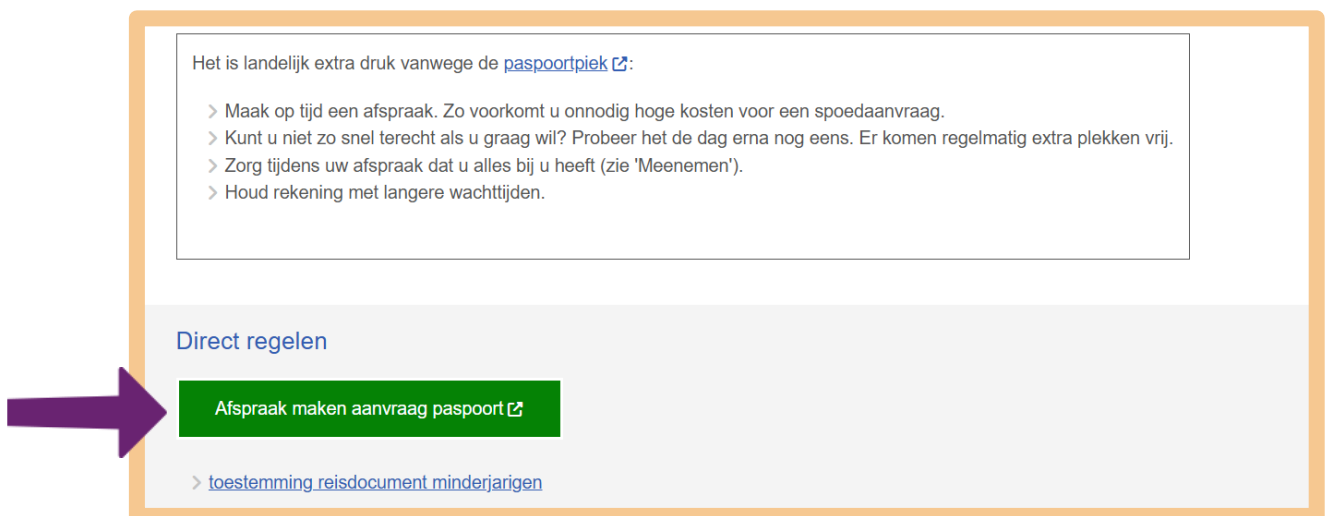 Het is landelijk extra druk vanwege de paspoortpiek:
Maak op tijd een afspraak. Zo voorkomt u onnodig hoge kosten voor een spoedaanvraag.
Kunt u niet zo snel terecht als u graag wil? Probeer het de dag erna nog eens. Er komen regelmatig extra plekken vrij.
Zorg tijdens uw afspraak dat u alles bij u heeft (zie 'Meenemen').
Houd rekening met langere wachttijden.
Direct regelen
Afspraak maken aanvraag paspoort
toestemming reisdocument minderjarigen